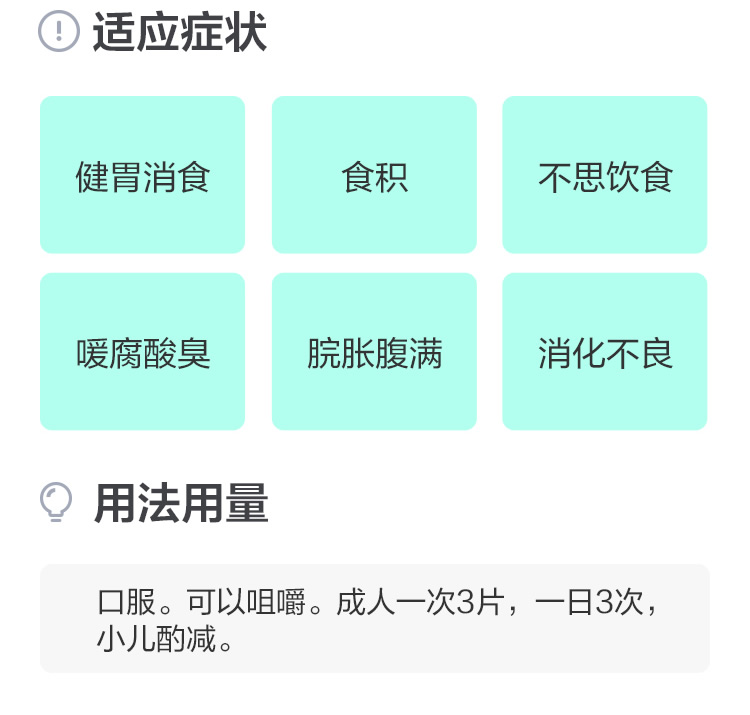 适应症状
健胃消食
食积
不思饮食
嗳腐酸臭
脘胀腹满
消化不良
用法用量
口服。可以咀嚼。成人一次3片，一日3次，
小儿酌减。